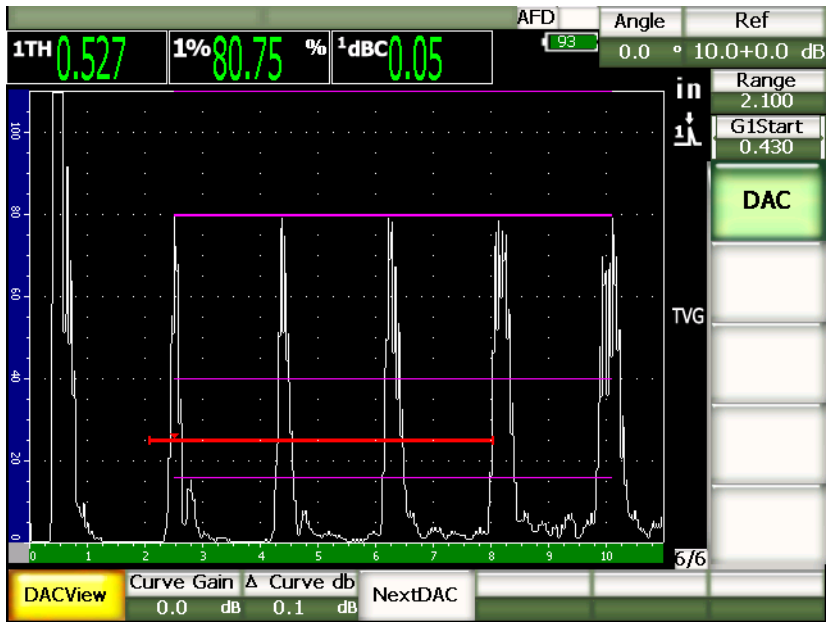 AFD
Angle
Ref
1TH 0.527
1% 80.75 %
1dBC 0.05
93
0.0 °
10.0+0.0 dB
in
Range
2.100
1
G1Start
0.430
DAC
TVG
100
80
60
40
20
0
0 1 2 3 4 5 6 7 8 9 10
6/6
DACView
Curve Gain
0.0 dB
Δ Curve db
0.1 dB
NextDAC